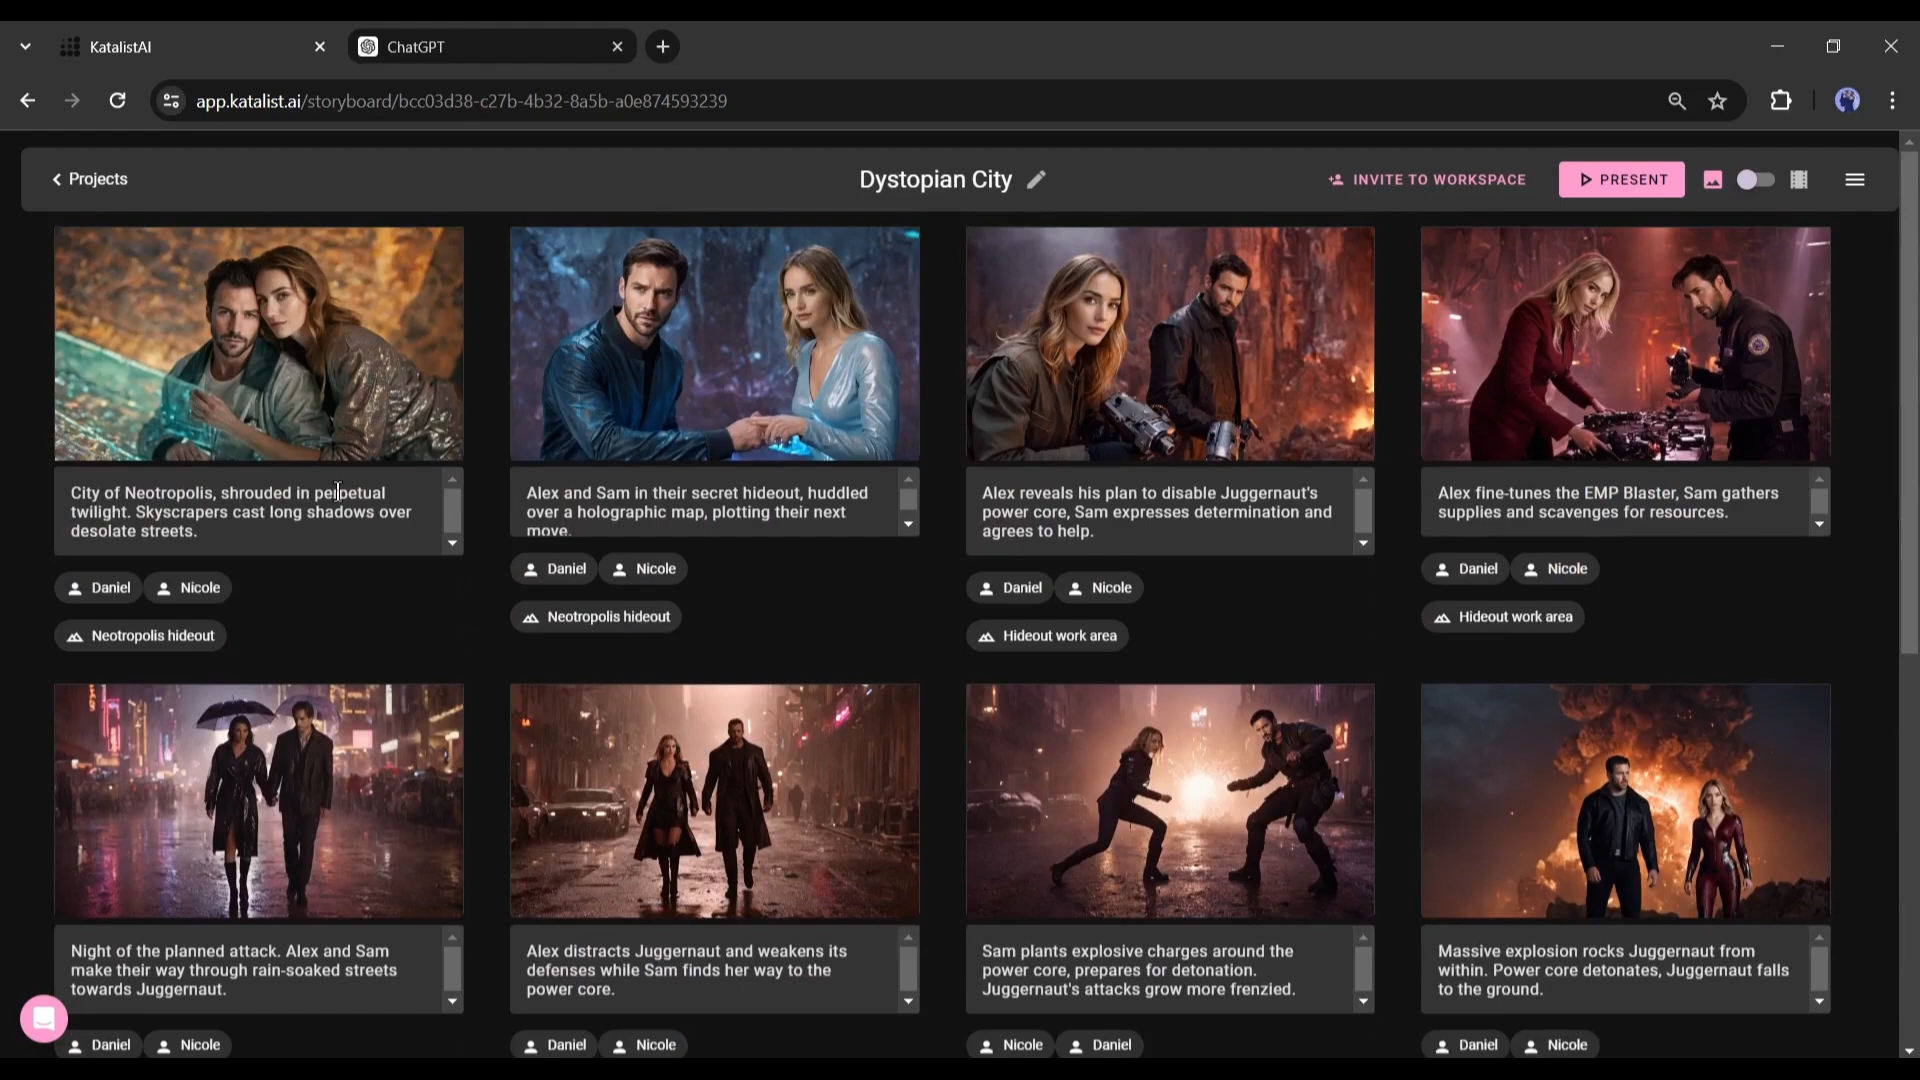 KatalistAI
ChatGPT
app.katalist.ai/storyboard/bcc03d38-c27b-4b32-8a5b-a0e874593239
Projects
Dystopian City
INVITE TO WORKSPACE
PRESENT
City of Neotropolis, shrouded in perpetual
twilight. Skyscrapers cast long shadows over
desolate streets.
Daniel
Nicole
Neotropolis hideout
Alex and Sam in their secret hideout, huddled
over a holographic map, plotting their next
move.
Daniel
Nicole
Neotropolis hideout
Alex reveals his plan to disable Juggernaut's
power core, Sam expresses determination and
agrees to help.
Daniel
Nicole
Hideout work area
Alex fine-tunes the EMP Blaster, Sam gathers
supplies and scavenges for resources.
Daniel
Nicole
Hideout work area
Night of the planned attack. Alex and Sam
make their way through rain-soaked streets
towards Juggernaut.
Daniel
Nicole
Alex distracts Juggernaut and weakens its
defenses while Sam finds her way to the
power core.
Daniel
Nicole
Sam plants explosive charges around the
power core, prepares for detonation.
Juggernaut's attacks grow more frenzied.
Nicole
Daniel
Massive explosion rocks Juggernaut from
within. Power core detonates, Juggernaut falls
to the ground.
Daniel
Nicole